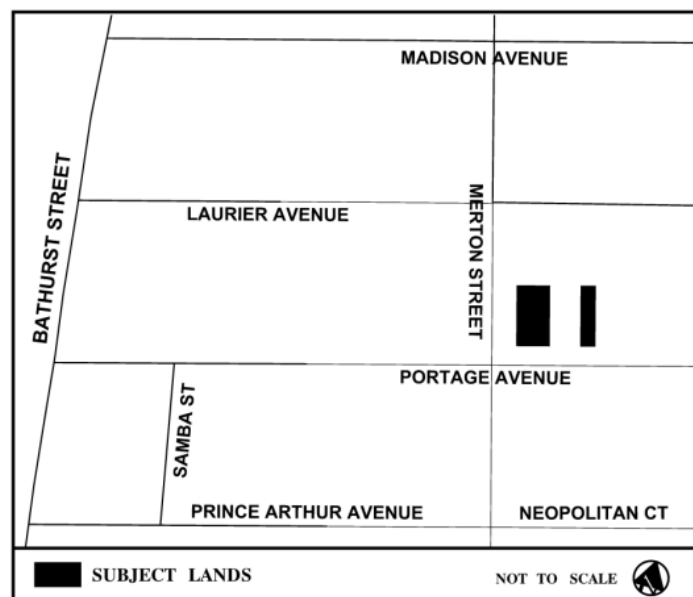 MADISON AVENUE
BATHURST STREET
LAURIER AVENUE
MERTON STREET
PORTAGE AVENUE
SAMBA ST
PRINCE ARTHUR AVENUE
NEOPOLITAN CT
SUBJECT LANDS
NOT TO SCALE